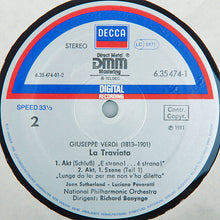 DECCA
STEREO
LC 0171
Direct Metal
DMM
Mastering
6.35 474-01-2
℗ TELDEC
6.35 474-1
DIGITAL
RECORDING
SPEED 33⅓
Contr.
Copyr.
2
℗ 1981
GIUSEPPE VERDI (1813-1901)
La Traviata
1. Akt (Schluß) „E strano!...é strano!"
2. Akt, 1. Szene (Teil 1)
"Lunge da lei per me non v'ha diletto"
Joan Sutherland · Luciano Pavarotti
National Philharmonic Orchestra
Dirigent: Richard Bonynge